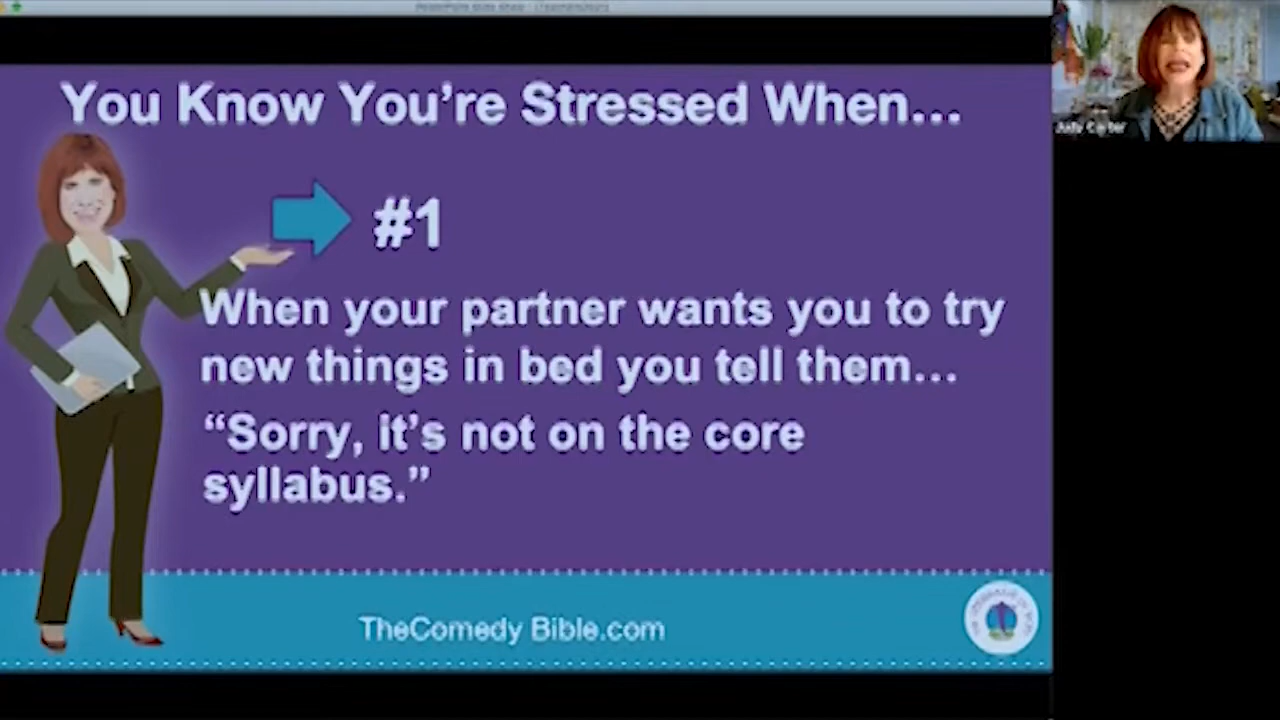 You Know You're Stressed When...
#1
When your partner wants you to try
new things in bed you tell them...
“Sorry, it's not on the core
syllabus.”
TheComedy Bible.com
Judy Carter